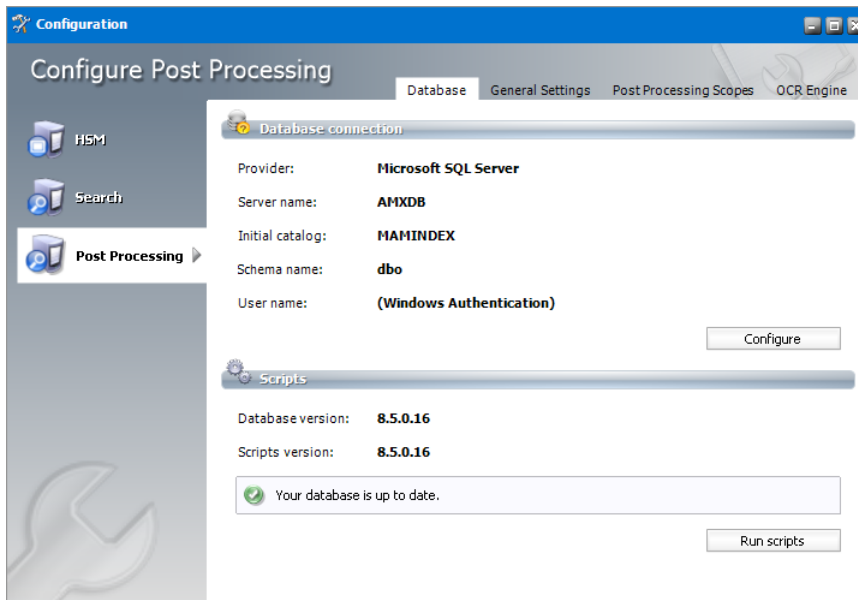 Configuration
Configure Post Processing
Database General Settings Post Processing Scopes OCR Engine
HSM
Search
Post Processing
Database connection
Provider: Microsoft SQL Server
Server name: AMXDB
Initial catalog: MAMINDEX
Schema name: dbo
User name: (Windows Authentication)
Configure
Scripts
Database version: 8.5.0.16
Scripts version: 8.5.0.16
Your database is up to date.
Run scripts